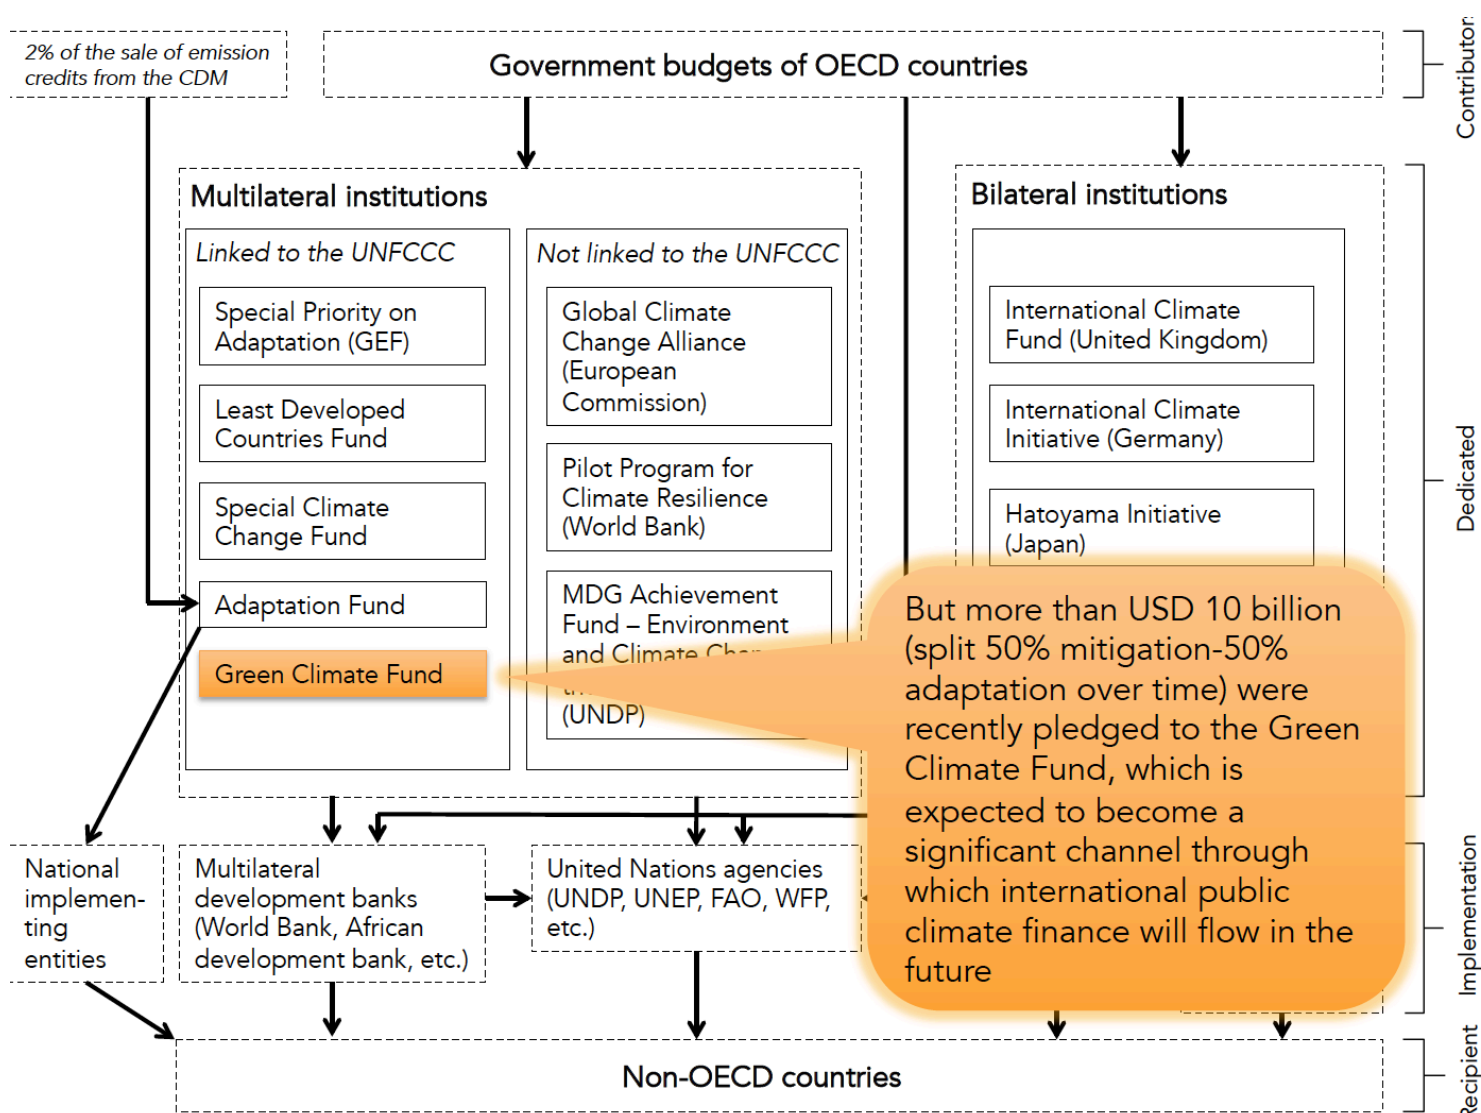 2% of the sale of emission
credits from the CDM
Government budgets of OECD countries
Contributor
Multilateral institutions
Linked to the UNFCCC
Special Priority on
Adaptation (GEF)
Least Developed
Countries Fund
Special Climate
Change Fund
Adaptation Fund
Green Climate Fund
Not linked to the UNFCCC
Global Climate
Change Alliance
(European
Commission)
Pilot Program for
Climate Resilience
(World Bank)
MDG Achievement
Fund – Environment
and Climate
(UNDP)
Bilateral institutions
International Climate
Fund (United Kingdom)
International Climate
Initiative (Germany)
Hatoyama Initiative
(Japan)
Dedicated
But more than USD 10 billion
(split 50% mitigation-50%
adaptation over time) were
recently pledged to the Green
Climate Fund, which is
expected to become a
significant channel through
which international public
climate finance will flow in the
future
National
implemen-
ting
entities
Multilateral
development banks
(World Bank, African
development bank, etc.)
United Nations agencies
(UNDP, UNEP, FAO, WFP,
etc.)
Implementation
Non-OECD countries
Recipient